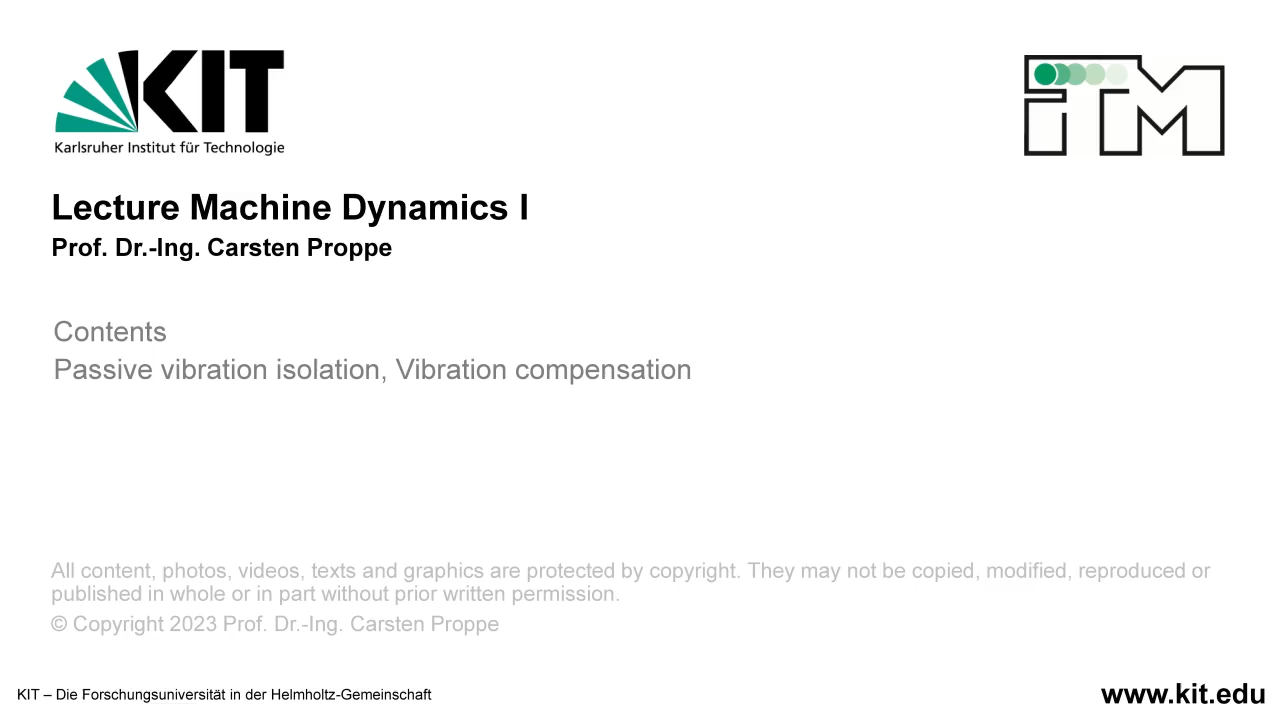 KIT
Karlsruher Institut für Technologie
iTM
Lecture Machine Dynamics I
Prof. Dr.-Ing. Carsten Proppe
Contents
Passive vibration isolation, Vibration compensation
All content, photos, videos, texts and graphics are protected by copyright. They may not be copied, modified, reproduced or
published in whole or in part without prior written permission.
© Copyright 2023 Prof. Dr.-Ing. Carsten Proppe
KIT – Die Forschungsuniversität in der Helmholtz-Gemeinschaft
www.kit.edu